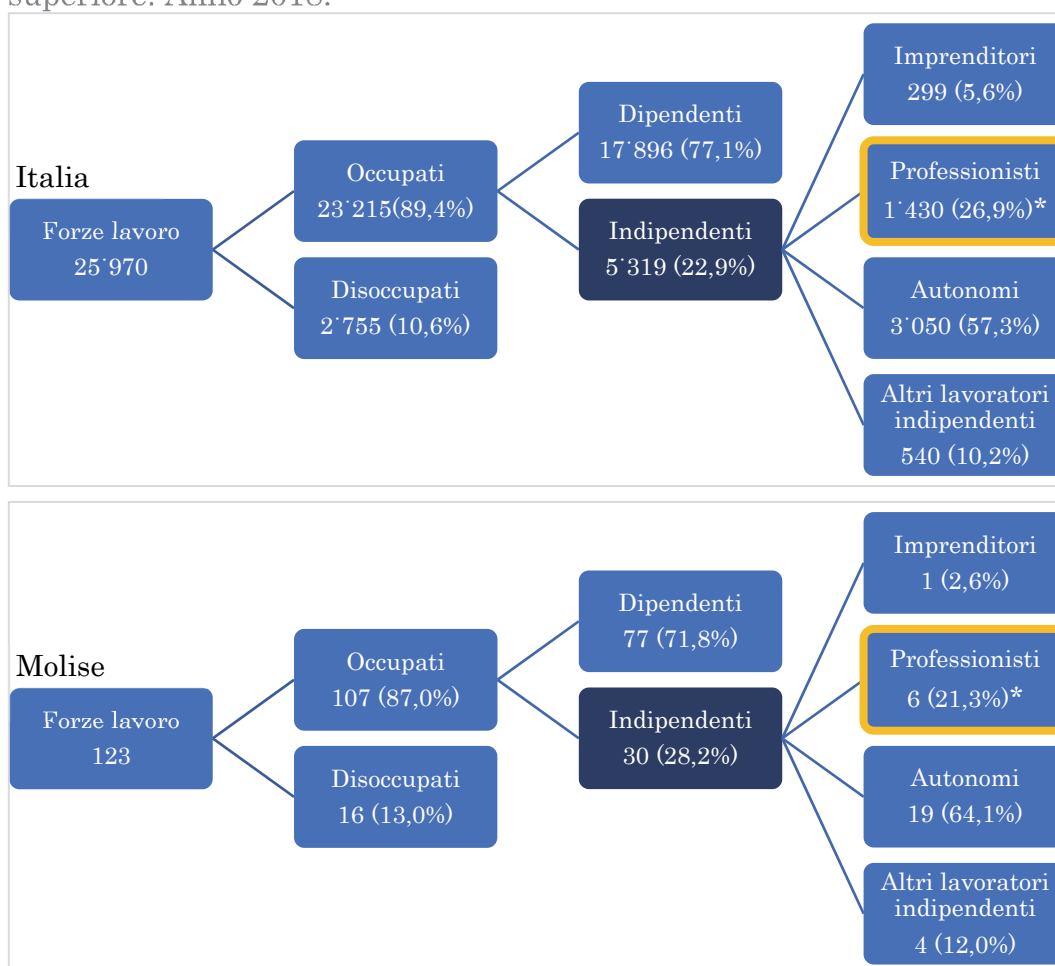 superiore. Anno 2018.
Italia
Forze lavoro
25˙970
Occupati
23˙215(89,4%)
Disoccupati
2˙755 (10,6%)
Dipendenti
17˙896 (77,1%)
Indipendenti
5˙319 (22,9%)
Imprenditori
299 (5,6%)
Professionisti
1˙430 (26,9%)*
Autonomi
3˙050 (57,3%)
Altri lavoratori
indipendenti
540 (10,2%)
Molise
Forze lavoro
123
Occupati
107 (87,0%)
Disoccupati
16 (13,0%)
Dipendenti
77 (71,8%)
Indipendenti
30 (28,2%)
Imprenditori
1 (2,6%)
Professionisti
6 (21,3%)*
Autonomi
19 (64,1%)
Altri lavoratori
indipendenti
4 (12,0%)